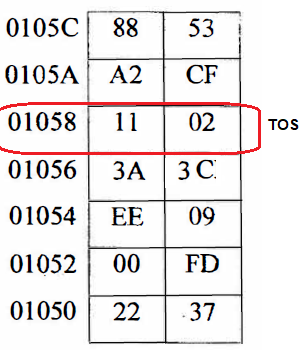 0105C 88 53
0105A A2 CF
01058 11 02 TOS
01056 3A 3C
01054 EE 09
01052 00 FD
01050 22 37